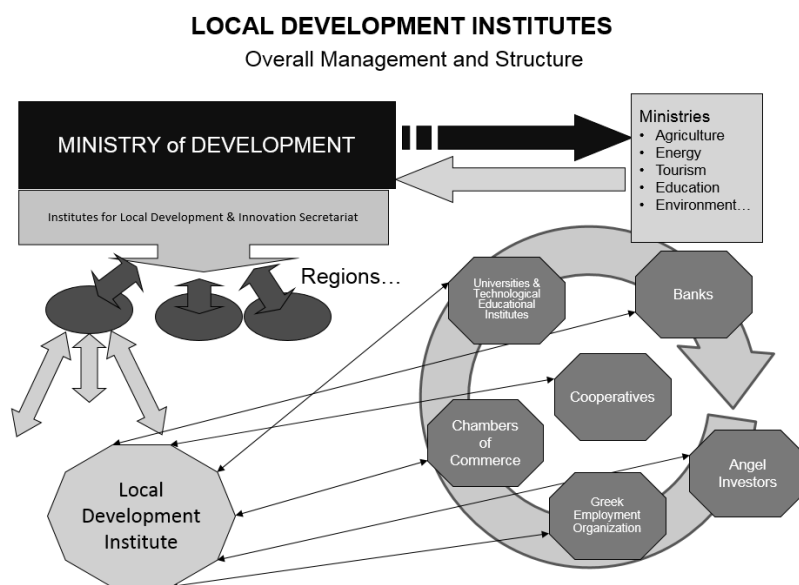 LOCAL DEVELOPMENT INSTITUTES
Overall Management and Structure
MINISTRY of DEVELOPMENT
Institutes for Local Development & Innovation Secretariat
Ministries
• Agriculture
• Energy
• Tourism
• Education
• Environment…
Regions…
Universities &
Technological
Educational
Institutes
Banks
Cooperatives
Chambers
of
Commerce
Angel
Investors
Greek
Employment
Organization
Local
Development
Institute